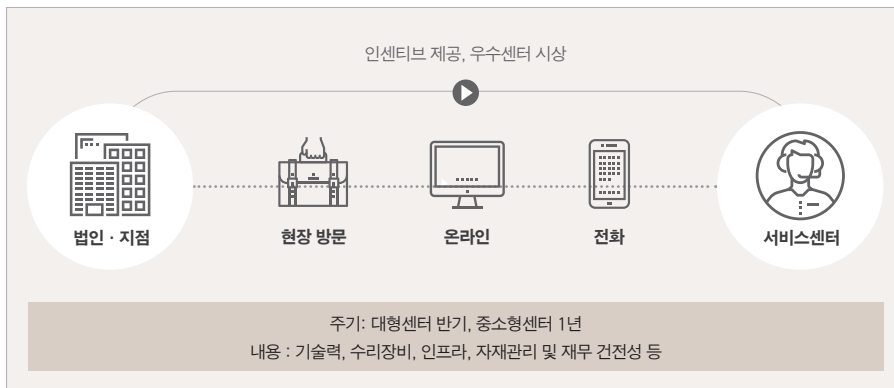 인센티브 제공, 우수센터 시상
법인 · 지점
현장 방문
온라인
전화
서비스센터
주기: 대형센터 반기, 중소형센터 1년
내용 : 기술력, 수리장비, 인프라, 자재관리 및 재무 건전성 등